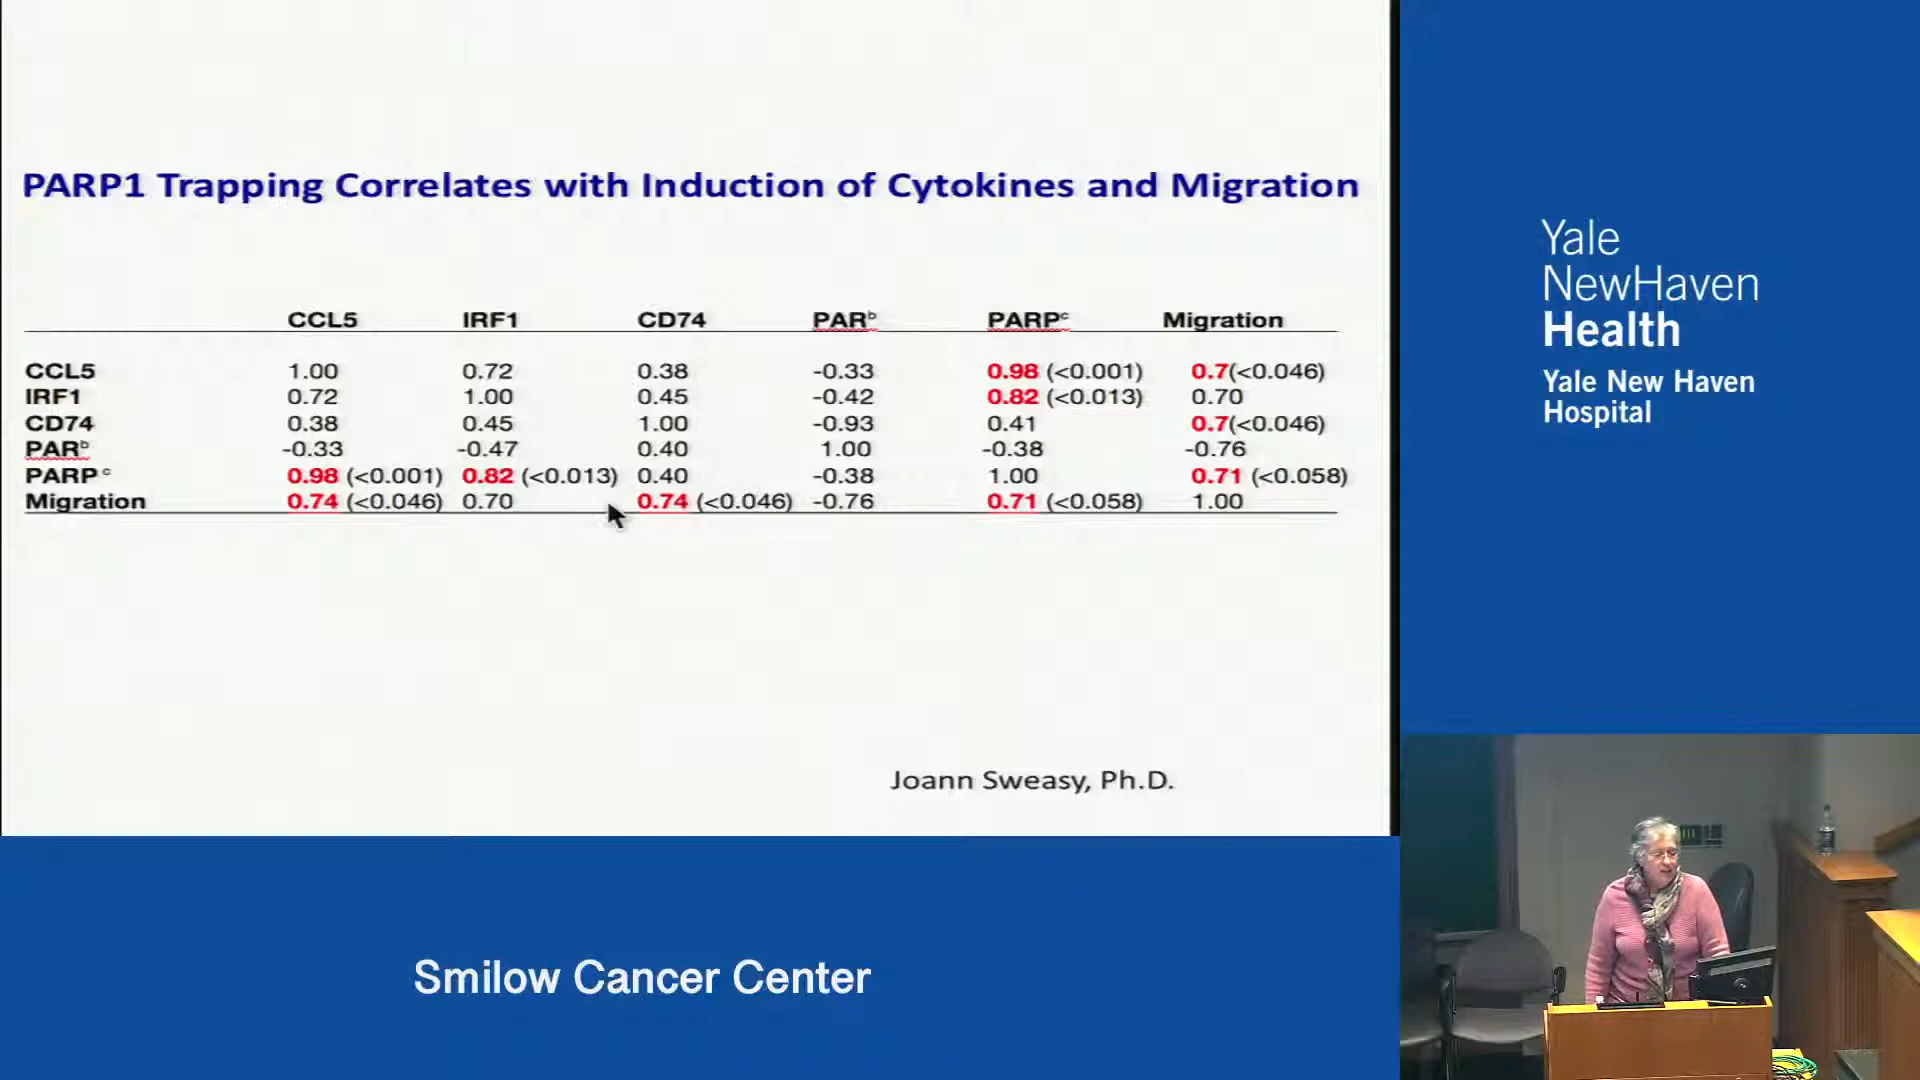 PARP1 Trapping Correlates with Induction of Cytokines and Migration
CCL5 IRF1 CD74 PARᵇ PARPᶜ Migration
CCL5 1.00 0.72 0.38 -0.33 0.98 (<0.001) 0.7(<0.046)
IRF1 0.72 1.00 0.45 -0.42 0.82 (<0.013) 0.70
CD74 0.38 0.45 1.00 -0.93 0.41 0.7(<0.046)
PARᵇ -0.33 -0.47 0.40 1.00 -0.38 -0.76
PARPᶜ 0.98 (<0.001) 0.82 (<0.013) 0.40 -0.38 1.00 0.71 (<0.058)
Migration 0.74 (<0.046) 0.70 0.74 (<0.046) -0.76 0.71 (<0.058) 1.00
Joann Sweasy, Ph.D.
Yale
NewHaven
Health
Yale New Haven
Hospital
Smilow Cancer Center